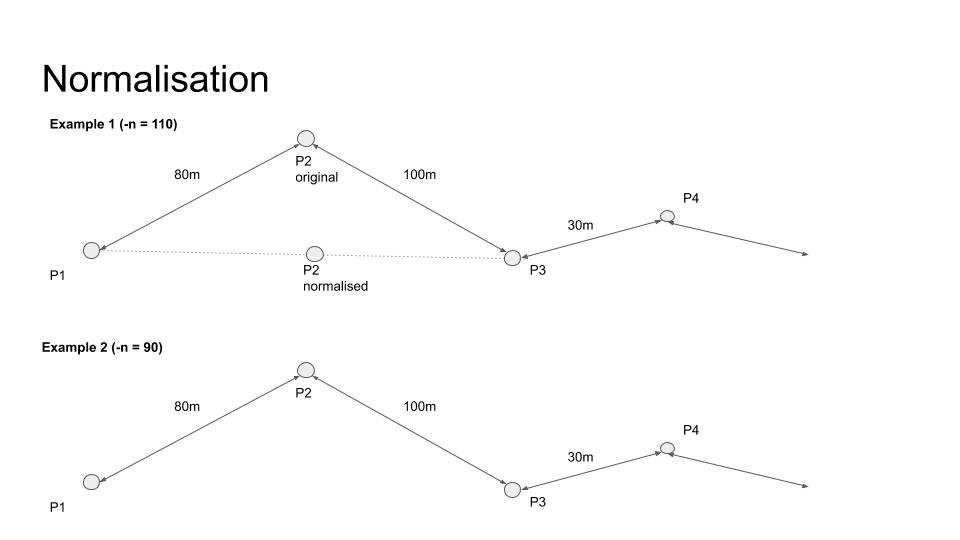 Normalisation
Example 1 (-n = 110)
80m
P2
original
100m
P4
30m
P1
P2
normalised
P3
Example 2 (-n = 90)
80m
P2
100m
P4
30m
P1
P3